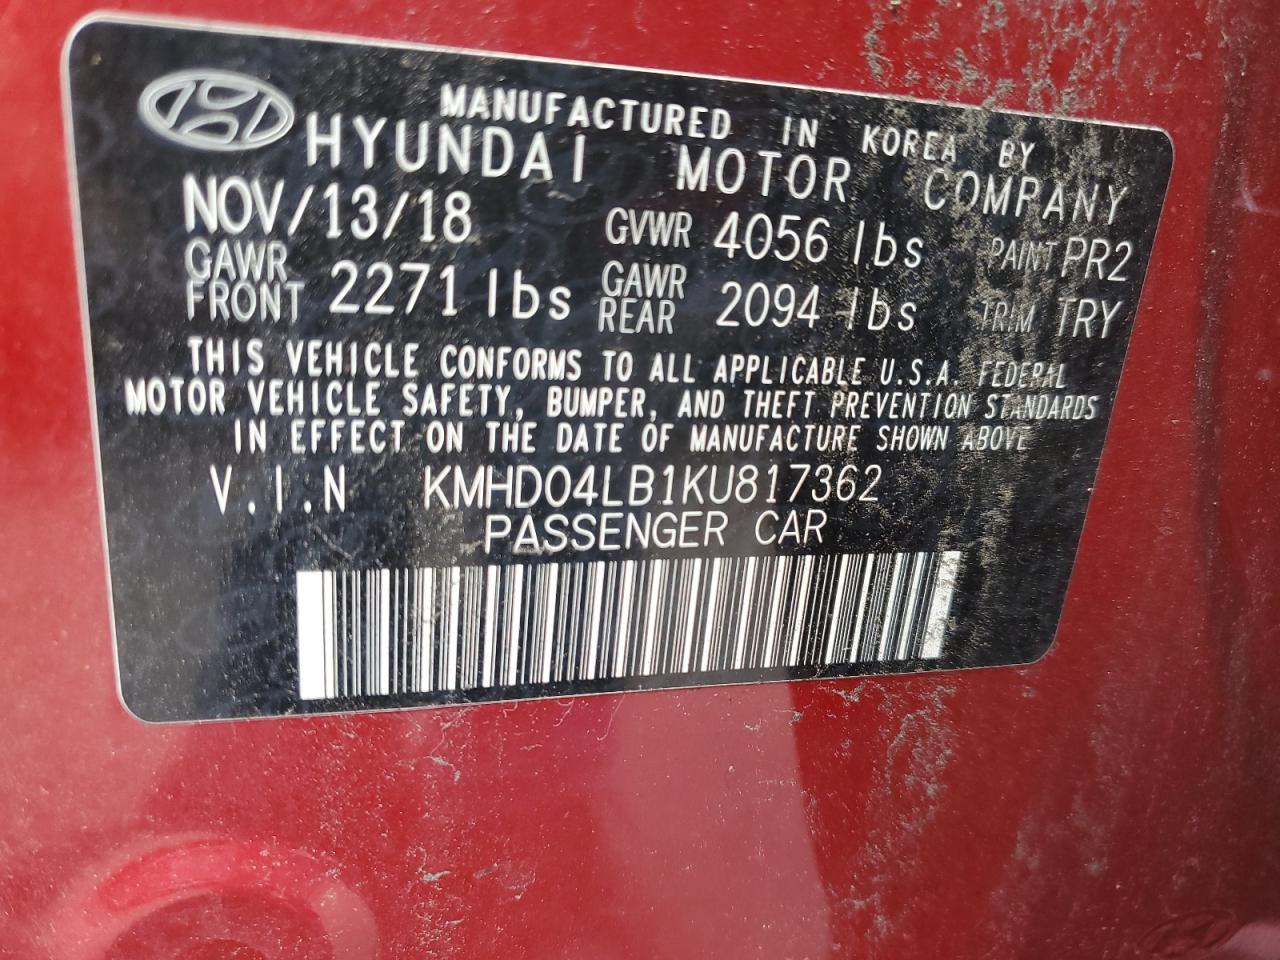 MANUFACTURED IN KOREA BY
HYUNDAI MOTOR COMPANY
NOV/13/18 GVWR 4056 lbs PAINT PR2
GAWR FRONT 2271 lbs GAWR REAR 2094 lbs TRIM TRY
THIS VEHICLE CONFORMS TO ALL APPLICABLE U.S.A. FEDERAL
MOTOR VEHICLE SAFETY, BUMPER, AND THEFT PREVENTION STANDARDS
IN EFFECT ON THE DATE OF MANUFACTURE SHOWN ABOVE
V.I.N KMHD04LB1KU817362
PASSENGER CAR